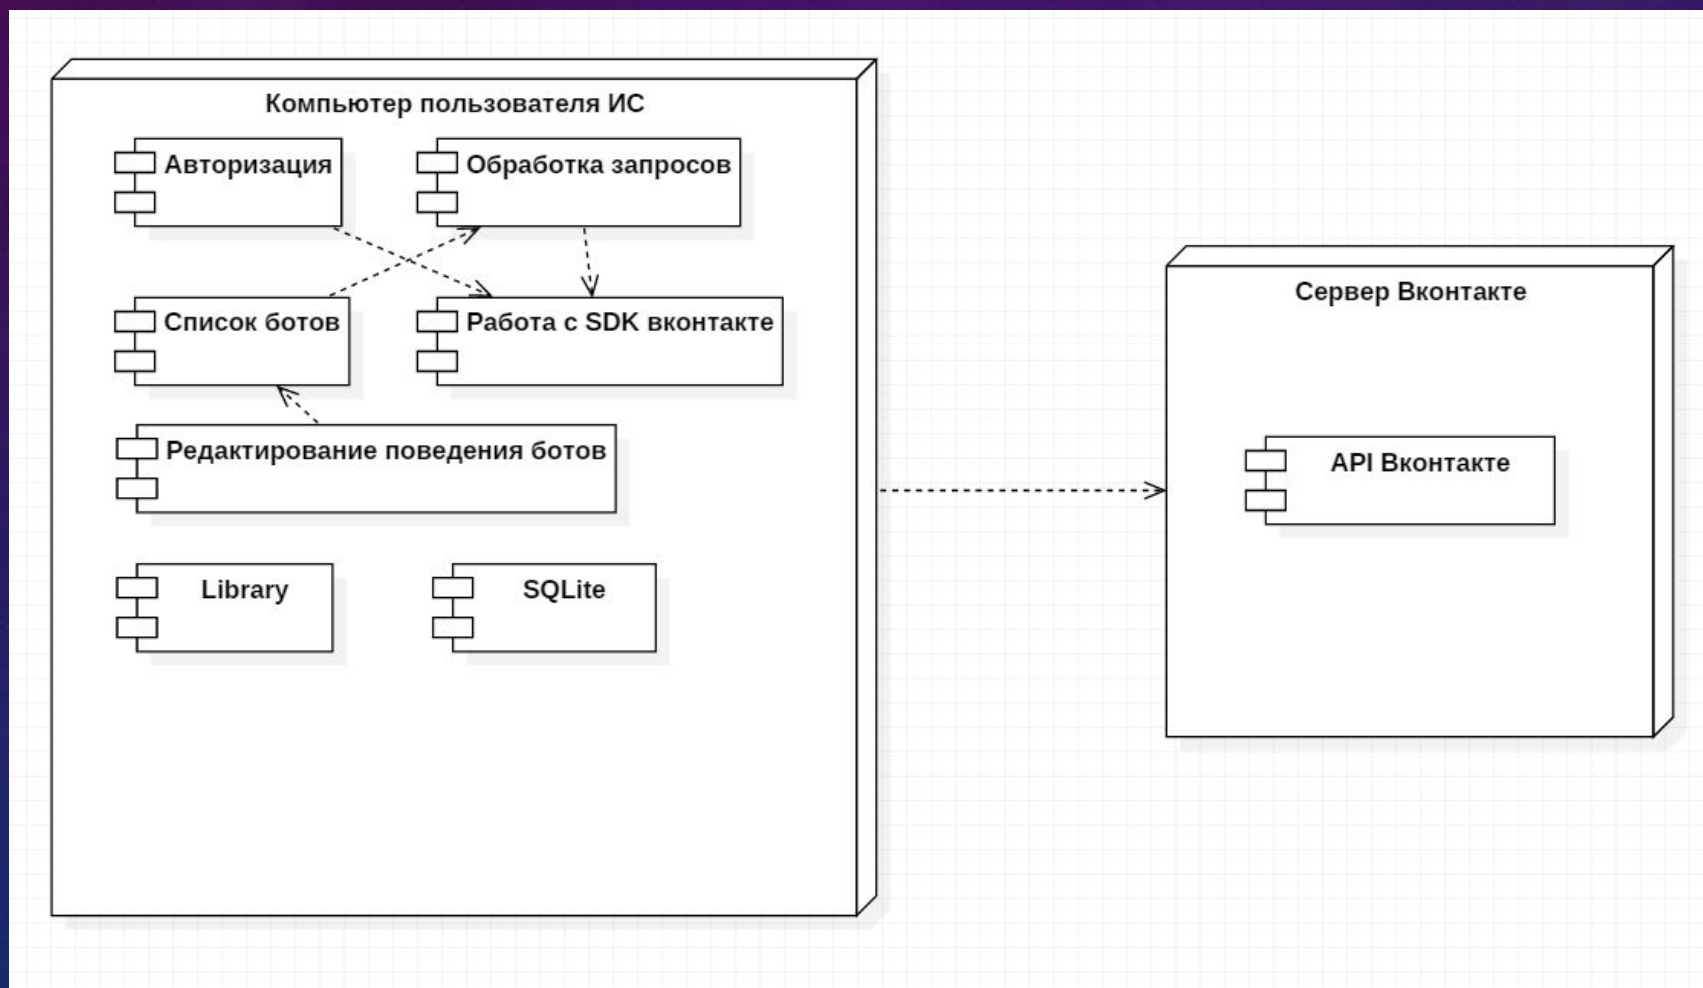 Компьютер пользователя ИС
Авторизация
Обработка запросов
Список ботов
Работа с SDK вконтакте
Редактирование поведения ботов
Library
SQLite
Сервер Вконтакте
API Вконтакте